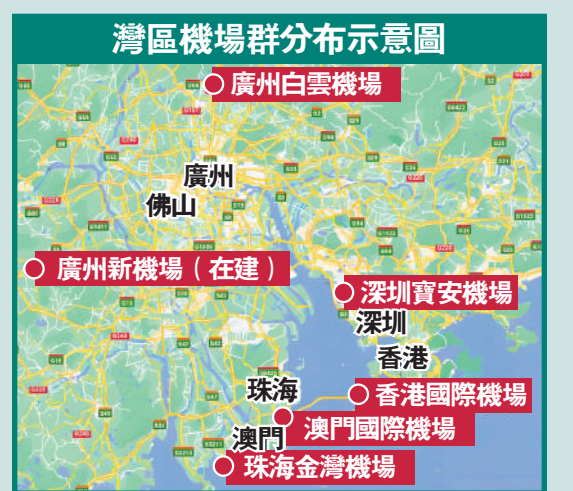 灣區機場群分布示意圖
廣州白雲機場
廣州
佛山
廣州新機場（在建）
深圳寶安機場
深圳
香港
珠海
香港國際機場
澳門國際機場
澳門
珠海金灣機場